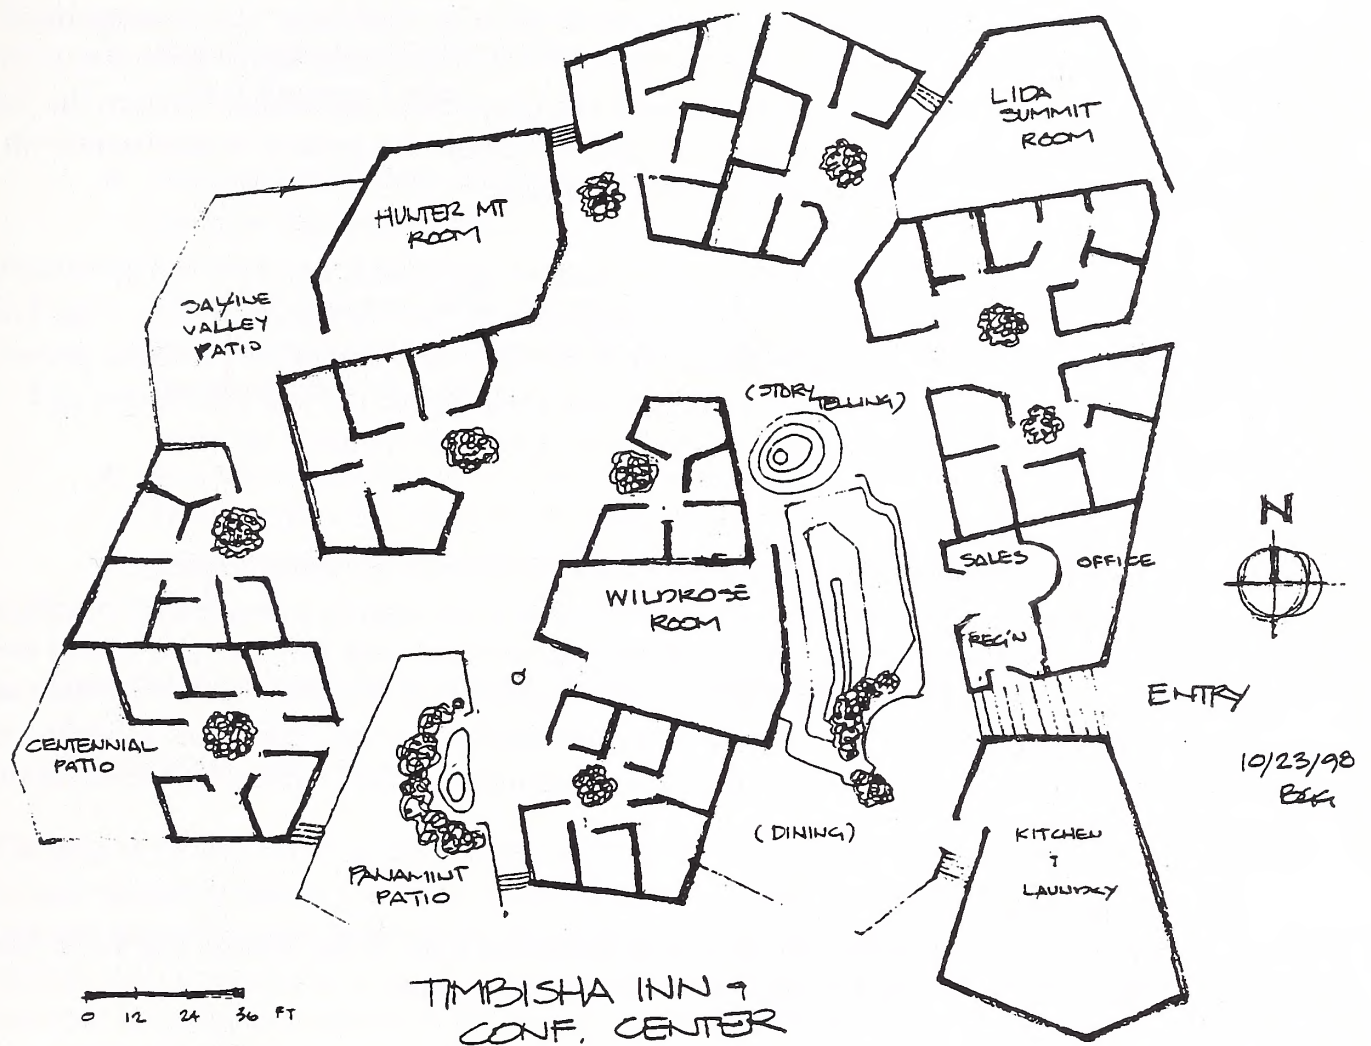 LIDA
SUMMIT
ROOM
HUNTER MT
ROOM
SALINE
VALLEY
PATIO
(STORY
TELLING)
N
SALES
OFFICE
WILDROSE
ROOM
REG'N
ENTRY
CENTENNIAL
PATIO
10/23/98
(DINING)
KITCHEN
&
LAUNDRY
PANAMINT
PATIO
0 12 24 36 FT
TIMBISHA INN &
CONF. CENTER